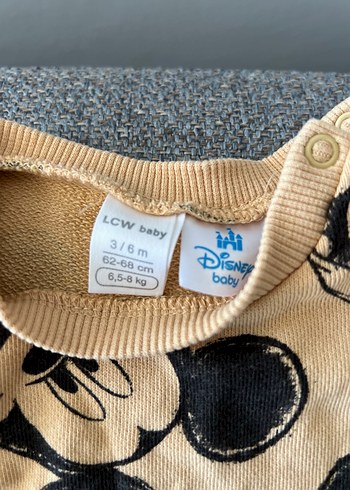 LCW baby
3 / 6 m
62-68 cm
6,5-8 kg
Disney
baby